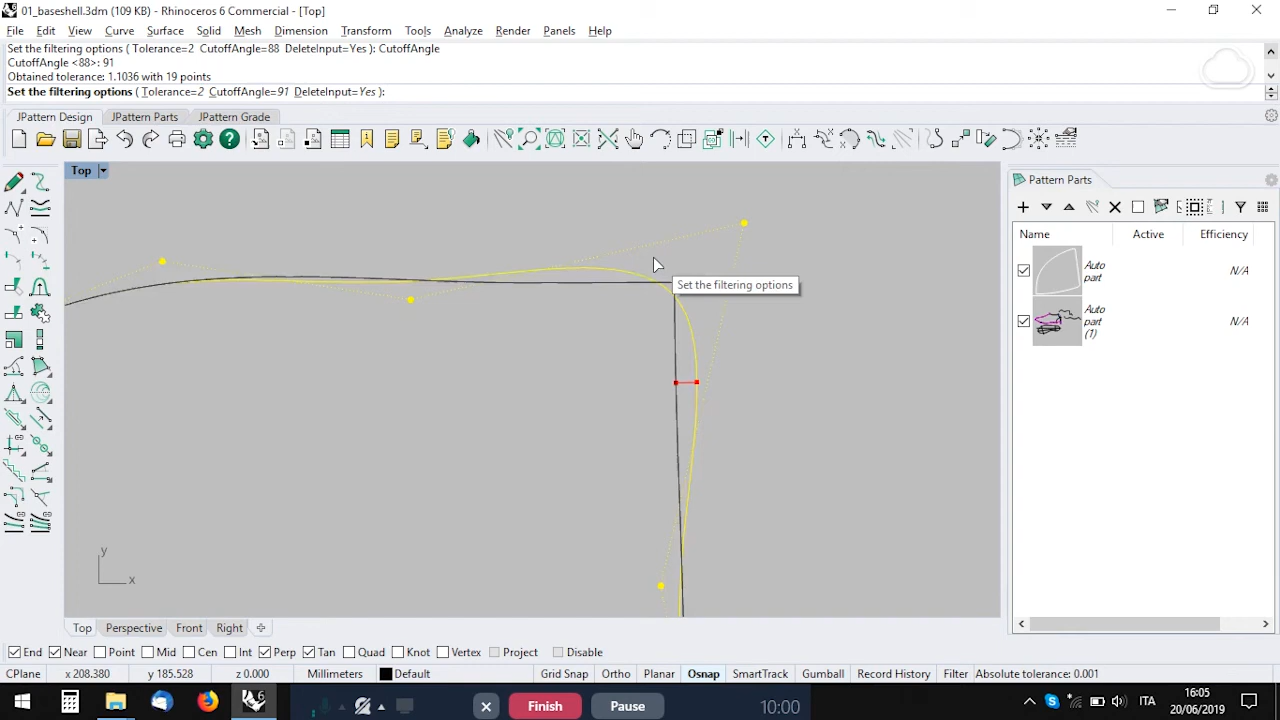 01_baseshell.3dm (109 KB) - Rhinoceros 6 Commercial - [Top]
File Edit View Curve Surface Solid Mesh Dimension Transform Tools Analyze Render Panels Help
Set the filtering options ( Tolerance=2 CutoffAngle=88 DeleteInput=Yes ): CutoffAngle
CutoffAngle <88>: 91
Obtained tolerance: 1.1036 with 19 points
Set the filtering options ( Tolerance=2 CutoffAngle=91 DeleteInput=Yes ):
JPattern Design JPattern Parts JPattern Grade
Top
Pattern Parts
Name Active Efficiency
Auto part N/A
Auto part (1) N/A
Set the filtering options
y
x
Top Perspective Front Right
End Near Point Mid Cen Int Perp Tan Quad Knot Vertex Project Disable
CPlane x 208.380 y 185.528 z 0.000 Millimeters Default Grid Snap Ortho Planar Osnap SmartTrack Gumball Record History Filter Absolute tolerance: 0.001
6 Finish Pause 10:00 ITA 16:05
20/06/2019